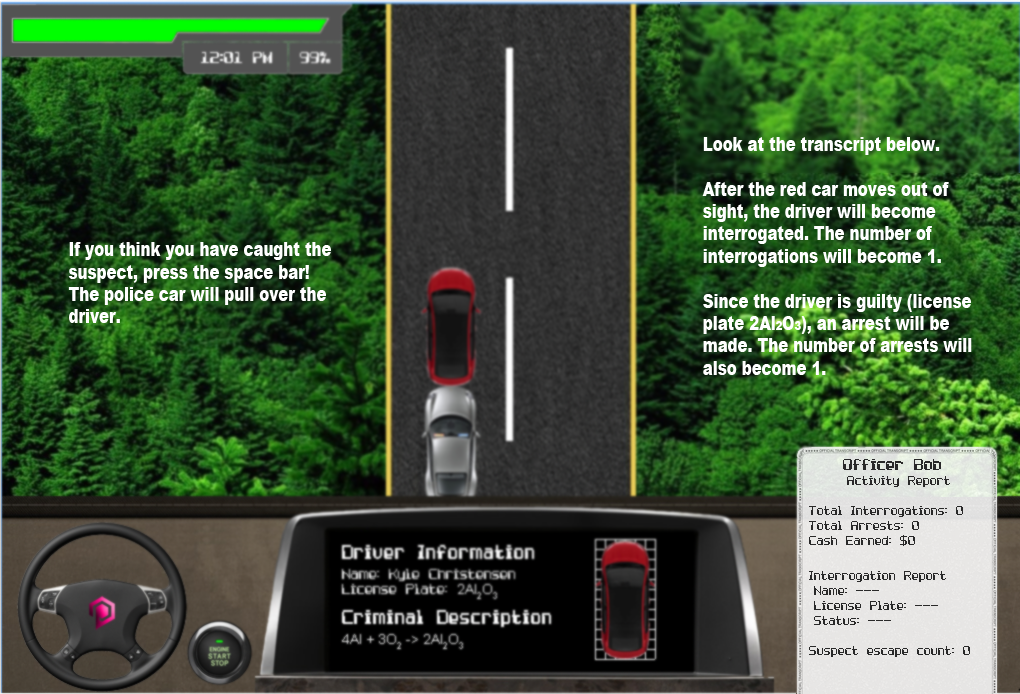 12:01 PM 99%
If you think you have caught the
suspect, press the space bar!
The police car will pull over the
driver.
Look at the transcript below.
After the red car moves out of
sight, the driver will become
interrogated. The number of
interrogations will become 1.
Since the driver is guilty (license
plate 2Al₂O₃), an arrest will be
made. The number of arrests will
also become 1.
Driver Information
Name: Kyle Christensen
License Plate: 2Al₂O₃
Criminal Description
4Al + 3O₂ -> 2Al₂O₃
ENGINE
START
STOP
Officer Bob
Activity Report
Total Interrogations: 0
Total Arrests: 0
Cash Earned: $0
Interrogation Report
Name: ---
License Plate: ---
Status: ---
Suspect escape count: 0